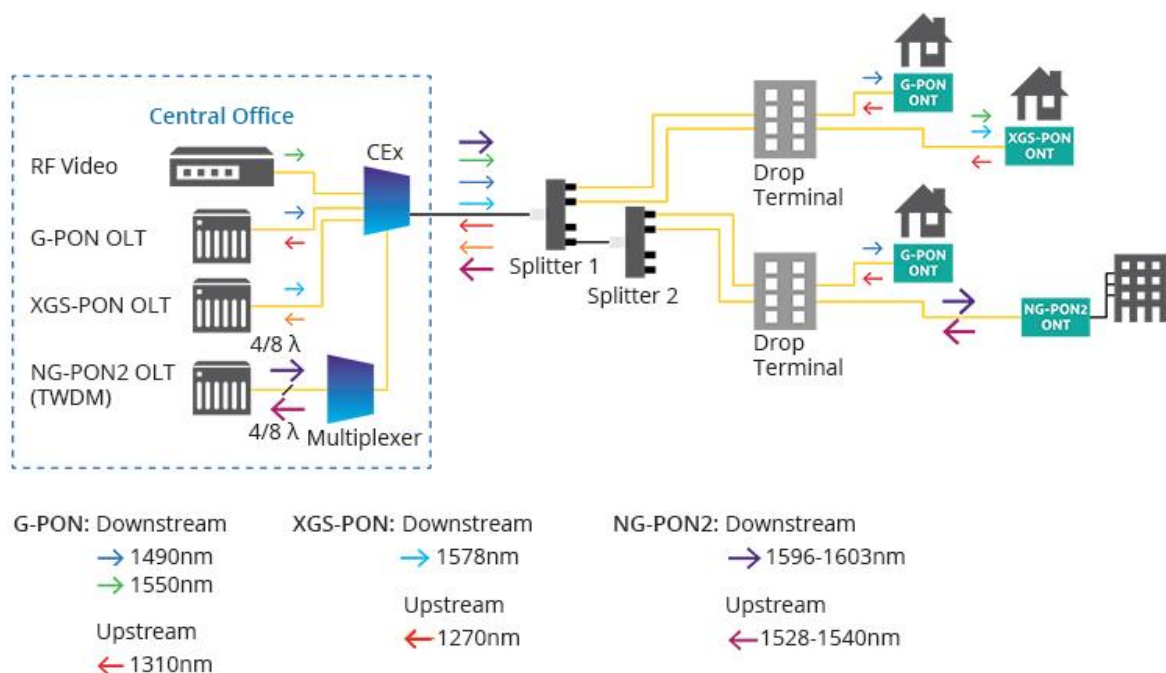 Central Office
RF Video
CEx
G-PON OLT
XGS-PON OLT
4/8 λ
NG-PON2 OLT
(TWDM)
4/8 λ
Multiplexer
Splitter 1
Splitter 2
Drop
Terminal
G-PON
ONT
XGS-PON
ONT
Drop
Terminal
G-PON
ONT
NG-PON2
ONT
G-PON: Downstream
1490nm
1550nm
Upstream
1310nm
XGS-PON: Downstream
1578nm
Upstream
1270nm
NG-PON2: Downstream
1596-1603nm
Upstream
1528-1540nm